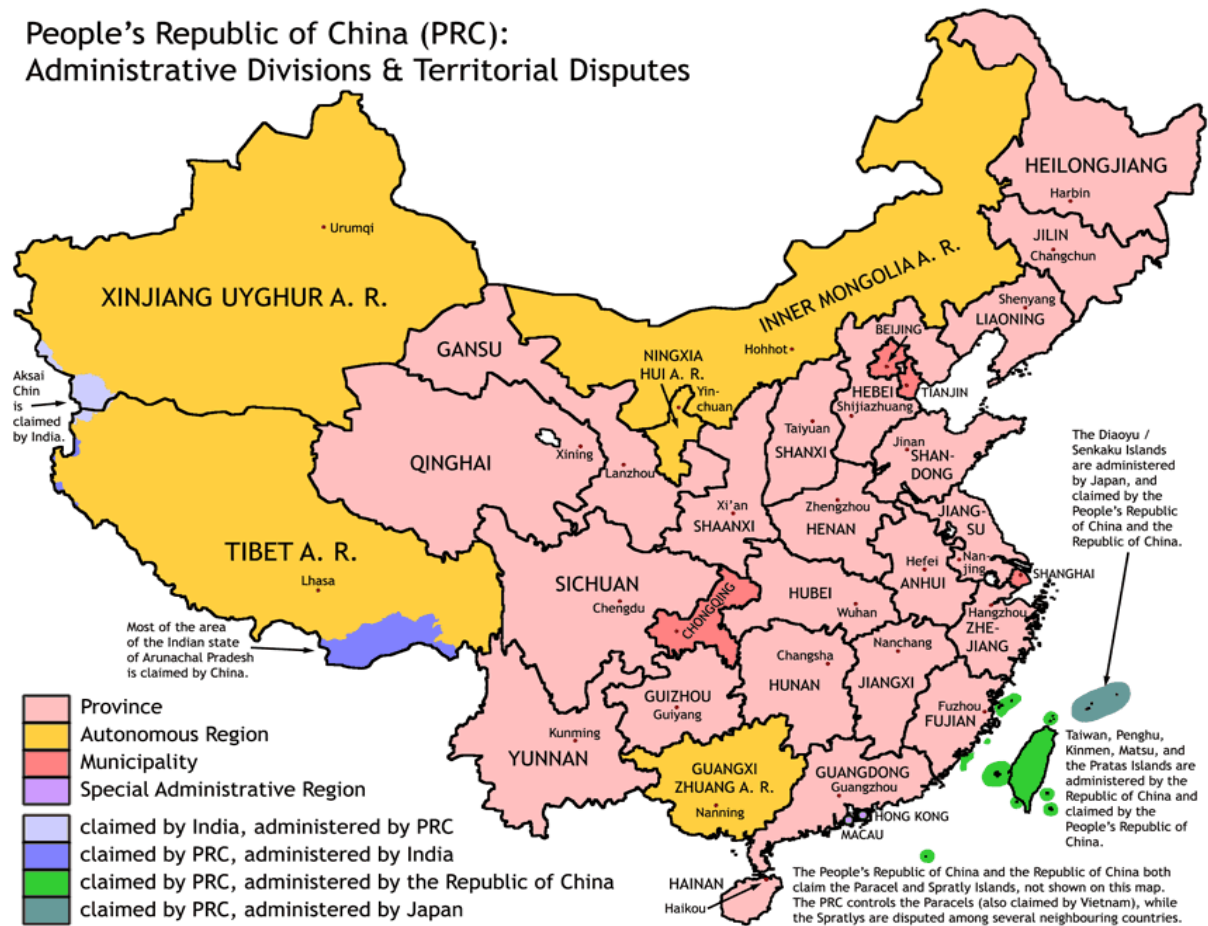 People's Republic of China (PRC):
Administrative Divisions & Territorial Disputes
HEILONGJIANG
Harbin
JILIN
Changchun
Urumqi
XINJIANG UYGHUR A. R.
INNER MONGOLIA A. R.
Hohhot
Shenyang
LIAONING
BEIJING
GANSU
NINGXIA
HUI A. R.
Yin-
chuan
HEBEI
Shijiazhuang
TIANJIN
Aksai
Chin
is
claimed
by India.
Taiyuan
SHANXI
Jinan
SHAN-
DONG
QINGHAI
Xining
Lanzhou
The Diaoyu /
Senkaku Islands
are administered
by Japan, and
claimed by the
People's Republic
of China and the
Republic of China.
Xi'an
SHAANXI
Zhengzhou
HENAN
JIANG-
SU
TIBET A. R.
Lhasa
SICHUAN
Chengdu
CHONGQING
HUBEI
Wuhan
Hefei
ANHUI
Nan-
jing
SHANGHAI
Hangzhou
ZHE-
JIANG
Most of the area
of the Indian state
of Arunachal Pradesh
is claimed by China.
Changsha
HUNAN
Nanchang
JIANGXI
GUIZHOU
Guiyang
Fuzhou
FUJIAN
Kunming
YUNNAN
GUANGXI
ZHUANG A. R.
Nanning
GUANGDONG
Guangzhou
HONG KONG
MACAU
Taiwan, Penghu,
Kinmen, Matsu, and
the Pratas Islands are
administered by the
Republic of China and
claimed by the
People's Republic of
China.
HAINAN
Haikou
Province
Autonomous Region
Municipality
Special Administrative Region
claimed by India, administered by PRC
claimed by PRC, administered by India
claimed by PRC, administered by the Republic of China
claimed by PRC, administered by Japan
The People's Republic of China and the Republic of China both
claim the Paracel and Spratly Islands, not shown on this map.
The PRC controls the Paracels (also claimed by Vietnam), while
the Spratlys are disputed among several neighbouring countries.